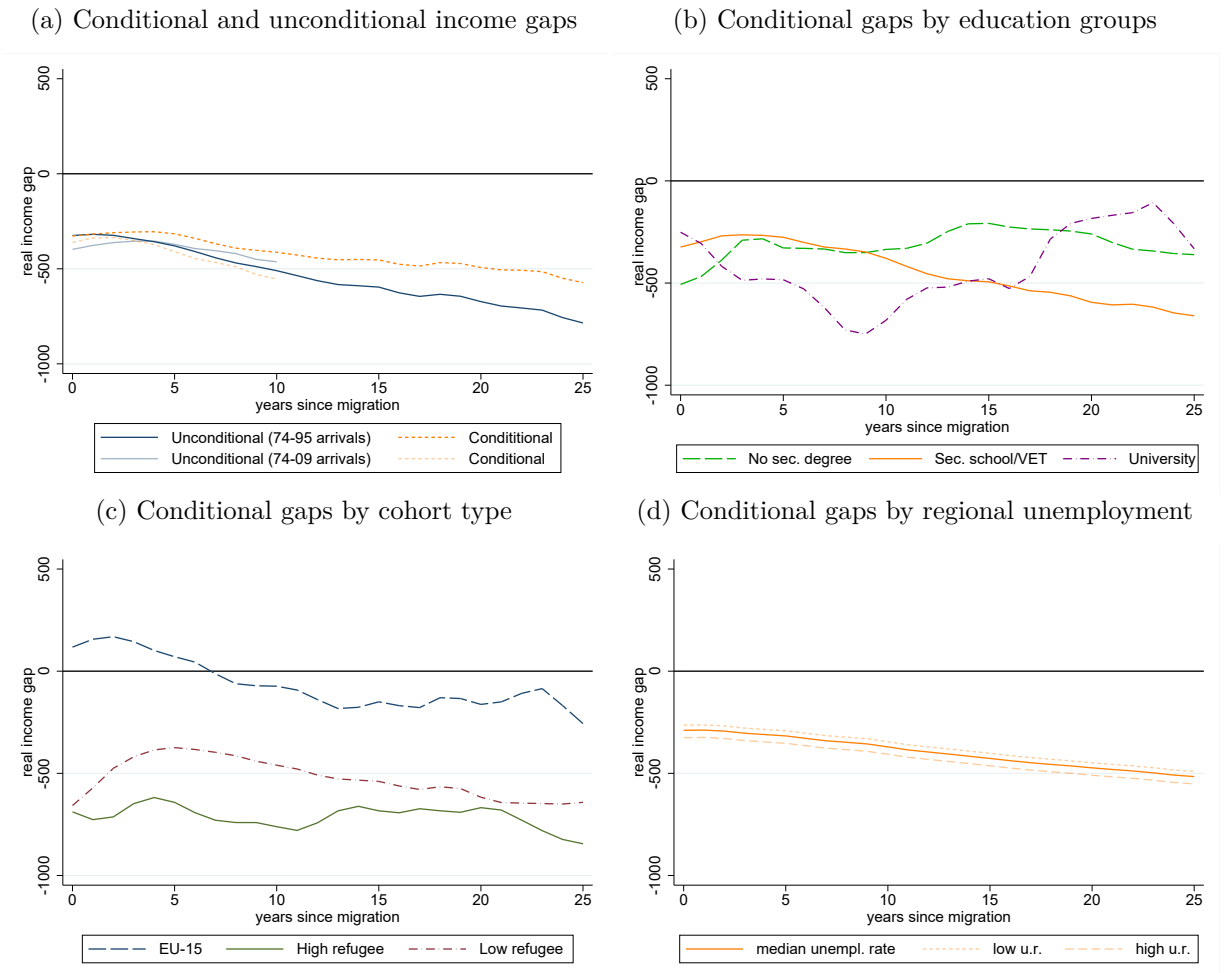 (a) Conditional and unconditional income gaps
real income gap
500
0
-500
-1000
0 5 10 15 20 25
years since migration
Unconditional (74-95 arrivals) Condititional
Unconditional (74-09 arrivals) Conditional
(b) Conditional gaps by education groups
real income gap
500
0
-500
-1000
0 5 10 15 20 25
years since migration
No sec. degree Sec. school/VET University
(c) Conditional gaps by cohort type
real income gap
500
0
-500
-1000
0 5 10 15 20 25
years since migration
EU-15 High refugee Low refugee
(d) Conditional gaps by regional unemployment
real income gap
500
0
-500
-1000
0 5 10 15 20 25
years since migration
median unempl. rate low u.r. high u.r.